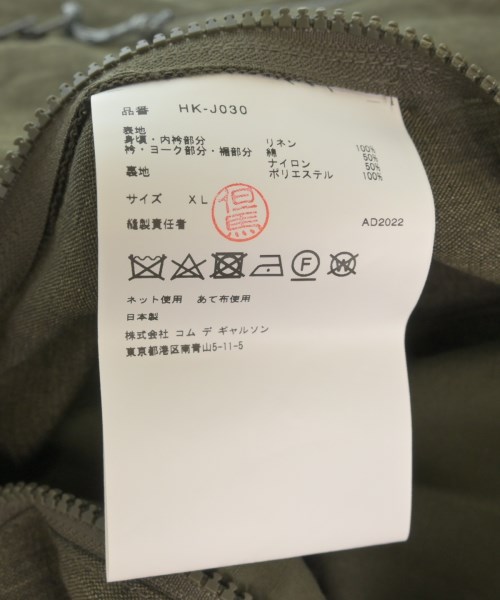 品番 HK-J030
表地
身頃・内衿部分 リネン 100%
衿・ヨーク部分・裾部分 綿 50%
ナイロン 50%
裏地 ポリエステル 100%
サイズ XL
但馬
縫製責任者 AD2022
F
W
ネット使用 あて布使用
日本製
株式会社 コム デ ギャルソン
東京都港区南青山5-11-5